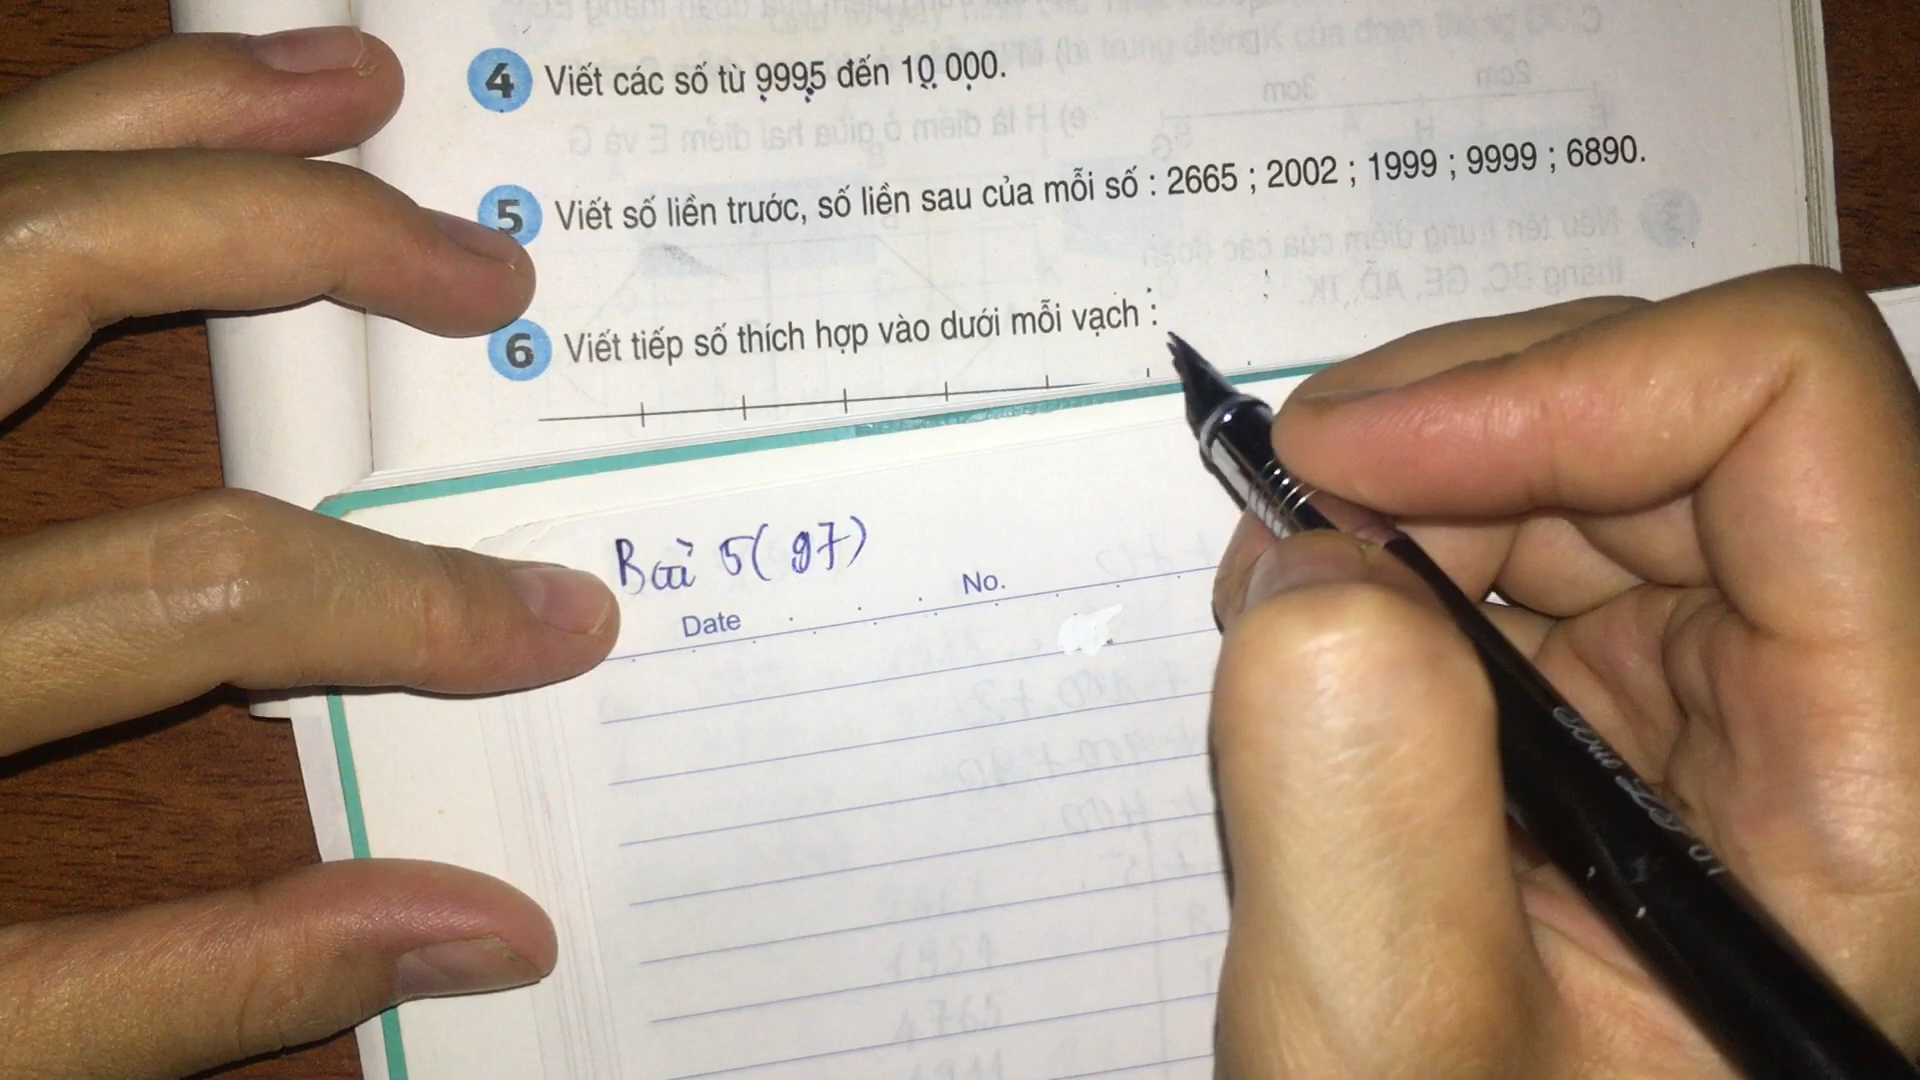 4 Viết các số từ 9995 đến 10 000.
5 Viết số liền trước, số liền sau của mỗi số : 2665 ; 2002 ; 1999 ; 9999 ; 6890.
6 Viết tiếp số thích hợp vào dưới mỗi vạch :
Bài 5(97)
Date No.